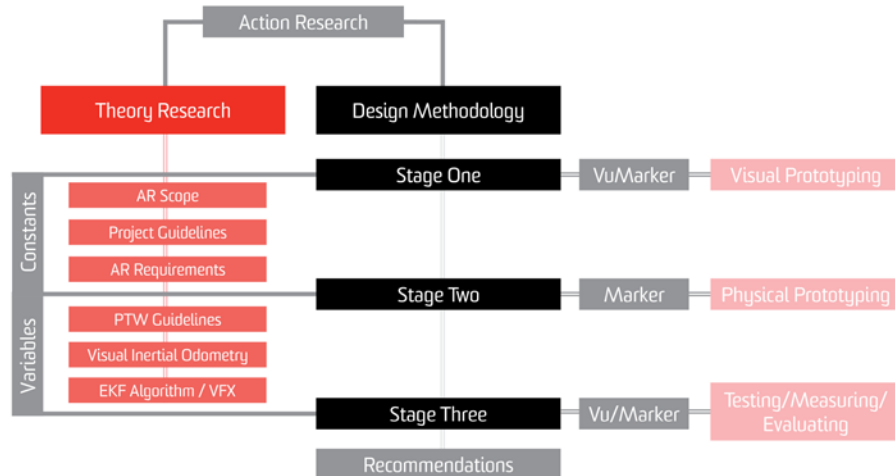 Action Research
Theory Research
Design Methodology
Stage One
VuMarker
Visual Prototyping
Constants
AR Scope
Project Guidelines
AR Requirements
Stage Two
Marker
Physical Prototyping
Variables
PTW Guidelines
Visual Inertial Odometry
EKF Algorithm / VFX
Stage Three
Vu/Marker
Testing/Measuring/
Evaluating
Recommendations